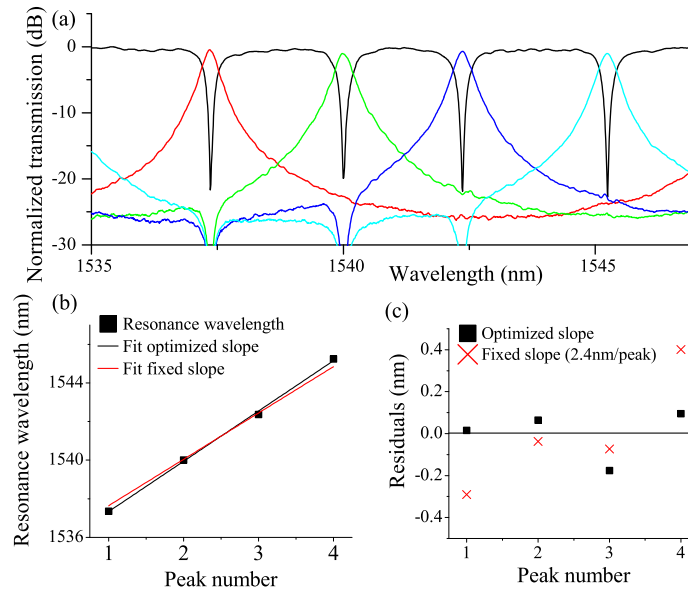 (a)
Normalized transmission (dB)
0
-10
-20
-30
1535
1540
1545
Wavelength (nm)
(b)
Resonance wavelength (nm)
Resonance wavelength
Fit optimized slope
Fit fixed slope
1544
1540
1536
1
2
3
4
Peak number
(c)
Residuals (nm)
Optimized slope
Fixed slope (2.4nm/peak)
0.4
0.2
0.0
-0.2
-0.4
1
2
3
4
Peak number